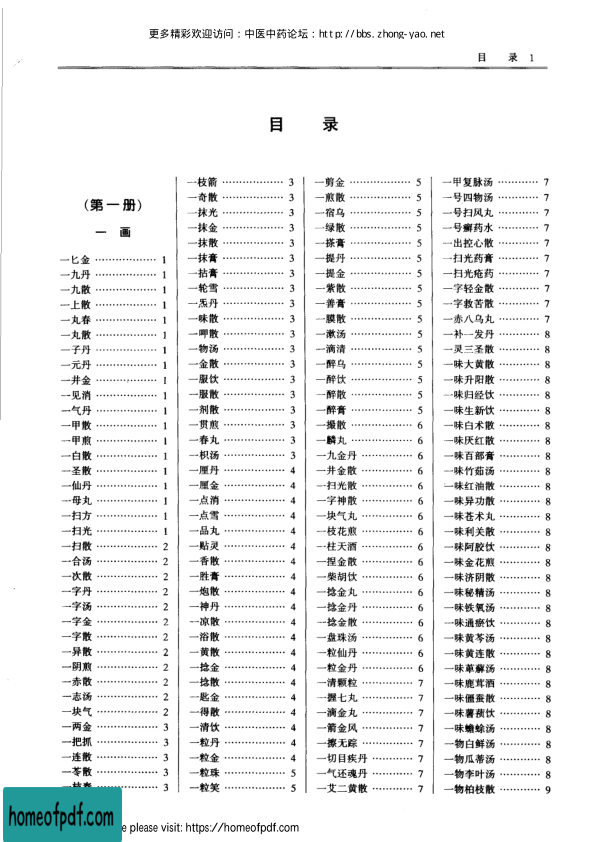 更多精彩欢迎访问：中医中药论坛：http://bbs.zhong-yao.net
目 录 1
目 录
(第一册)
一 画
一匕金 ………………… 1
一九丹 ………………… 1
一九散 ………………… 1
一上散 ………………… 1
一丸春 ………………… 1
一丸散 ………………… 1
一子丹 ………………… 1
一元丹 ………………… 1
一井金 ………………… 1
一见消 ………………… 1
一气丹 ………………… 1
一甲散 ………………… 1
一甲煎 ………………… 1
一白散 ………………… 1
一圣散 ………………… 1
一仙丹 ………………… 1
一母丸 ………………… 1
一扫方 ………………… 1
一扫光 ………………… 1
一扫散 ………………… 2
一合汤 ………………… 2
一次散 ………………… 2
一字丹 ………………… 2
一字汤 ………………… 2
一字金 ………………… 2
一字散 ………………… 2
一异散 ………………… 2
一阴煎 ………………… 2
一赤散 ………………… 2
一志汤 ………………… 2
一块气 ………………… 2
一两金 ………………… 3
一把抓 ………………… 3
一连散 ………………… 3
一苓散 ………………… 3
一枝春 ………………… 3
一枝箭 ………………… 3
一奇散 ………………… 3
一抹光 ………………… 3
一抹金 ………………… 3
一抹散 ………………… 3
一抹膏 ………………… 3
一拈膏 ………………… 3
一轮雪 ………………… 3
一炁丹 ………………… 3
一味散 ………………… 3
一呷散 ………………… 3
一物汤 ………………… 3
一金散 ………………… 3
一服饮 ………………… 3
一服散 ………………… 3
一剂散 ………………… 3
一贯煎 ………………… 3
一春丸 ………………… 3
一枳汤 ………………… 3
一厘丹 ………………… 4
一厘金 ………………… 4
一点消 ………………… 4
一点雪 ………………… 4
一品丸 ………………… 4
一贴灵 ………………… 4
一香散 ………………… 4
一胜膏 ………………… 4
一炮散 ………………… 4
一神丹 ………………… 4
一凉散 ………………… 4
一浴散 ………………… 4
一黄散 ………………… 4
一捻金 ………………… 4
一捻散 ………………… 4
一匙金 ………………… 4
一得散 ………………… 4
一清饮 ………………… 4
一粒丹 ………………… 4
一粒金 ………………… 4
一粒珠 ………………… 5
一粒笑 ………………… 5
一剪金 ………………… 5
一煎散 ………………… 5
一宿乌 ………………… 5
一绿散 ………………… 5
一搽膏 ………………… 5
一提丹 ………………… 5
一提金 ………………… 5
一紫散 ………………… 5
一善膏 ………………… 5
一膜散 ………………… 5
一漱汤 ………………… 5
一滴清 ………………… 5
一醉乌 ………………… 5
一醉饮 ………………… 5
一醉散 ………………… 5
一醉膏 ………………… 5
一撮散 ………………… 6
一麟丸 ………………… 6
一九金丹 ……………… 6
一井金散 ……………… 6
一扫光散 ……………… 6
一字神散 ……………… 6
一块气丸 ……………… 6
一枝花煎 ……………… 6
一柱天酒 ……………… 6
一捏金散 ……………… 6
一柴胡饮 ……………… 6
一捻金丸 ……………… 6
一捻金丹 ……………… 6
一捻金散 ……………… 6
一盘珠汤 ……………… 6
一粒仙丹 ……………… 6
一粒金丹 ……………… 6
一清颗粒 ……………… 7
一握七丸 ……………… 7
一滴金丸 ……………… 7
一箭金风 ……………… 7
一擦无踪 ……………… 7
一切目疾丹 …………… 7
一气还魂丹 …………… 7
一艾二黄散 …………… 7
一甲复脉汤 ………… 7
一号四物汤 ………… 7
一号扫风丸 ………… 7
一号癣药水 ………… 7
一出控心散 ………… 7
一扫光药膏 ………… 7
一扫光疮药 ………… 7
一字轻金散 ………… 7
一字救苦散 ………… 7
一赤八乌丸 ………… 7
一补一发丹 ………… 8
一灵三圣散 ………… 8
一味大黄散 ………… 8
一味升阳散 ………… 8
一味归经饮 ………… 8
一味生新饮 ………… 8
一味白术散 ………… 8
一味厌红散 ………… 8
一味百部膏 ………… 8
一味竹茹汤 ………… 8
一味红油散 ………… 8
一味异功散 ………… 8
一味苍术丸 ………… 8
一味利关散 ………… 8
一味阿胶饮 ………… 8
一味金花煎 ………… 8
一味济阴散 ………… 8
一味秘精汤 ………… 8
一味铁氧汤 ………… 8
一味通瘀饮 ………… 8
一味黄芩汤 ………… 8
一味黄连散 ………… 8
一味萆薢汤 ………… 8
一味鹿茸酒 ………… 8
一味僵蚕散 ………… 8
一味薯蓣饮 ………… 8
一味蟾蜍汤 ………… 8
一物白鲜汤 ………… 8
一物瓜蒂汤 ………… 8
一物李叶汤 ………… 8
一物柏枝散 ………… 9
homeofpdf.com
e please visit: https://homeofpdf.com